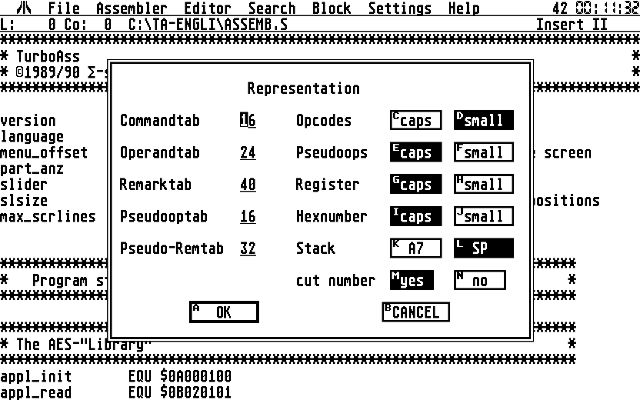 File Assembler Editor Search Block Settings Help 42 00:11:32
L: 0 Co: 0 C:\TA-ENGLI\ASSEMB.S Insert II
********************************************************************************
* TurboAss *
* ©1989/90 Σ-s *
version
language
menu_offset e screen
part_anz
slider
slsize ositions
max_scrlines
* Program st *
* The AES-"Library" *
************************************************************************
appl_init EQU $0A000100
appl_read EQU $0B020101
Representation
Commandtab 16 Opcodes C caps D small
Operandtab 24 Pseudoops E caps F small
Remarktab 40 Register G caps H small
Pseudooptab 16 Hexnumber I caps J small
Pseudo-Remtab 32 Stack K A7 L SP
cut number M yes N no
A OK B CANCEL